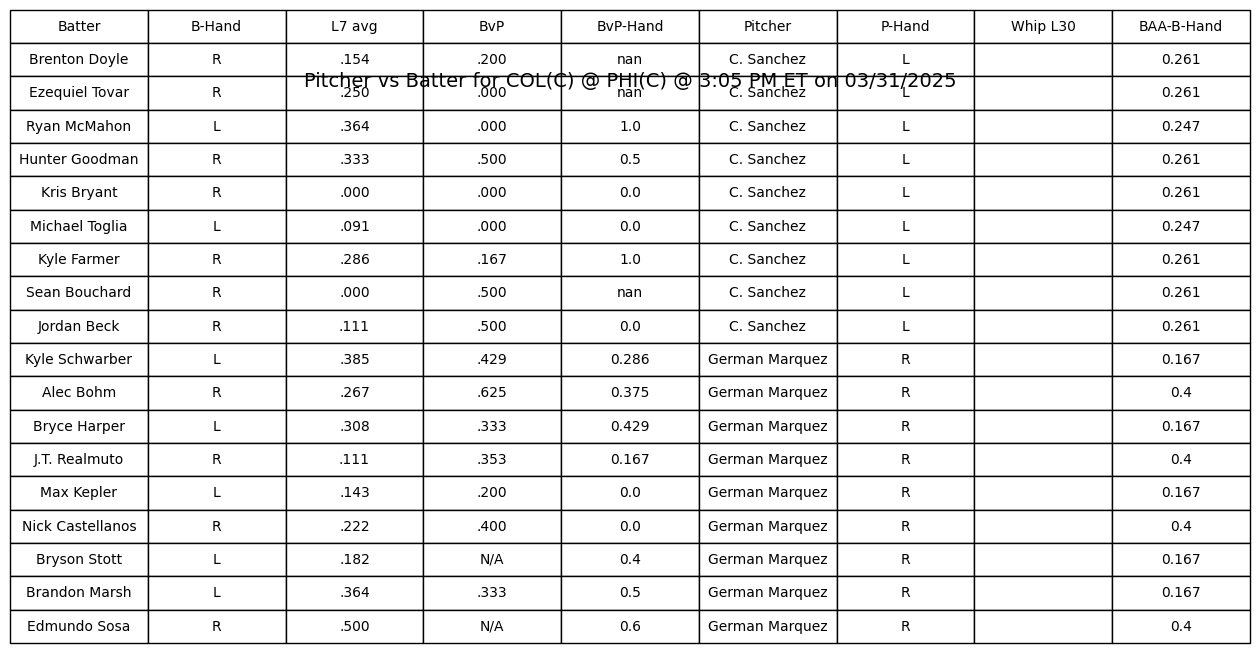 Batter B-Hand L7 avg BvP BvP-Hand Pitcher P-Hand Whip L30 BAA-B-Hand
Brenton Doyle R .154 .200 nan C. Sanchez L 0.261
Pitcher vs Batter for COL(C) @ PHI(C) @ 3:05 PM ET on 03/31/2025
Ezequiel Tovar R .250 .000 nan C. Sanchez L 0.261
Ryan McMahon L .364 .000 1.0 C. Sanchez L 0.247
Hunter Goodman R .333 .500 0.5 C. Sanchez L 0.261
Kris Bryant R .000 .000 0.0 C. Sanchez L 0.261
Michael Toglia L .091 .000 0.0 C. Sanchez L 0.247
Kyle Farmer R .286 .167 1.0 C. Sanchez L 0.261
Sean Bouchard R .000 .500 nan C. Sanchez L 0.261
Jordan Beck R .111 .500 0.0 C. Sanchez L 0.261
Kyle Schwarber L .385 .429 0.286 German Marquez R 0.167
Alec Bohm R .267 .625 0.375 German Marquez R 0.4
Bryce Harper L .308 .333 0.429 German Marquez R 0.167
J.T. Realmuto R .111 .353 0.167 German Marquez R 0.4
Max Kepler L .143 .200 0.0 German Marquez R 0.167
Nick Castellanos R .222 .400 0.0 German Marquez R 0.4
Bryson Stott L .182 N/A 0.4 German Marquez R 0.167
Brandon Marsh L .364 .333 0.5 German Marquez R 0.167
Edmundo Sosa R .500 N/A 0.6 German Marquez R 0.4